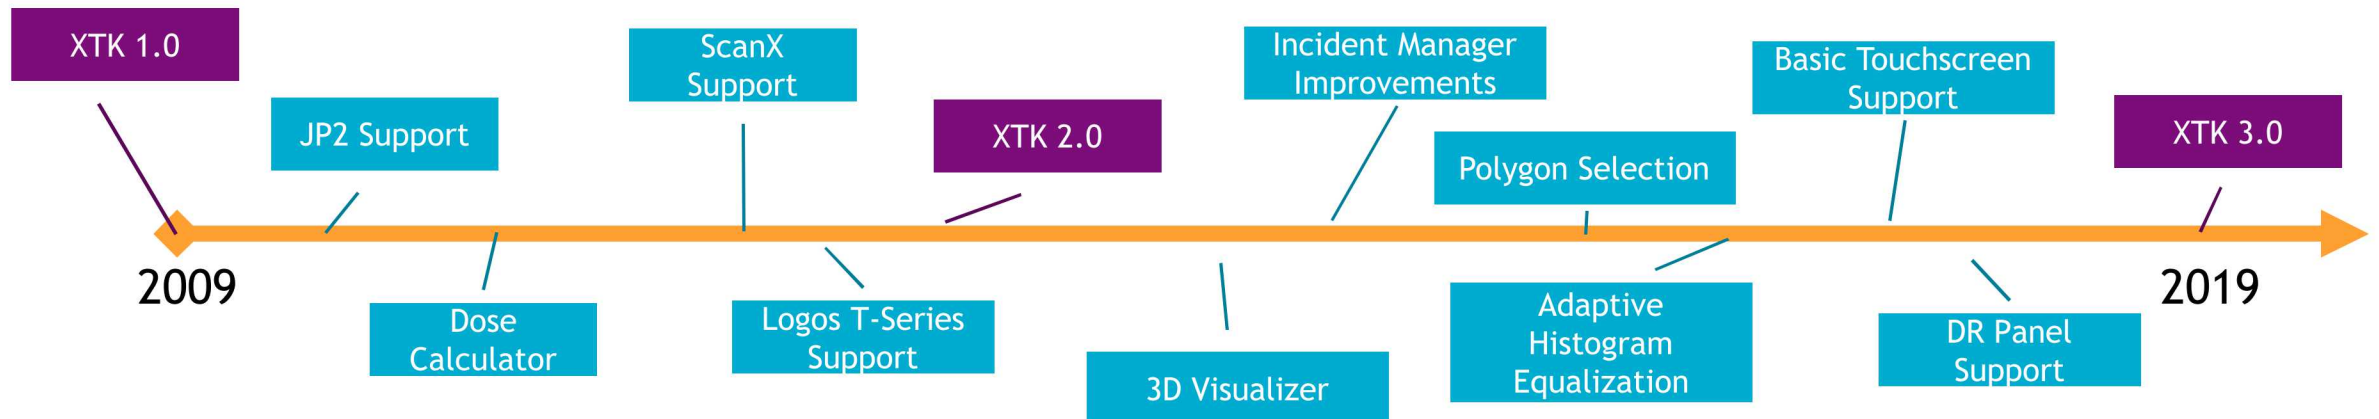 XTK 1.0
JP2 Support
ScanX
Support
XTK 2.0
Incident Manager
Improvements
Polygon Selection
Basic Touchscreen
Support
XTK 3.0
2009
2019
Dose
Calculator
Logos T-Series
Support
3D Visualizer
Adaptive
Histogram
Equalization
DR Panel
Support